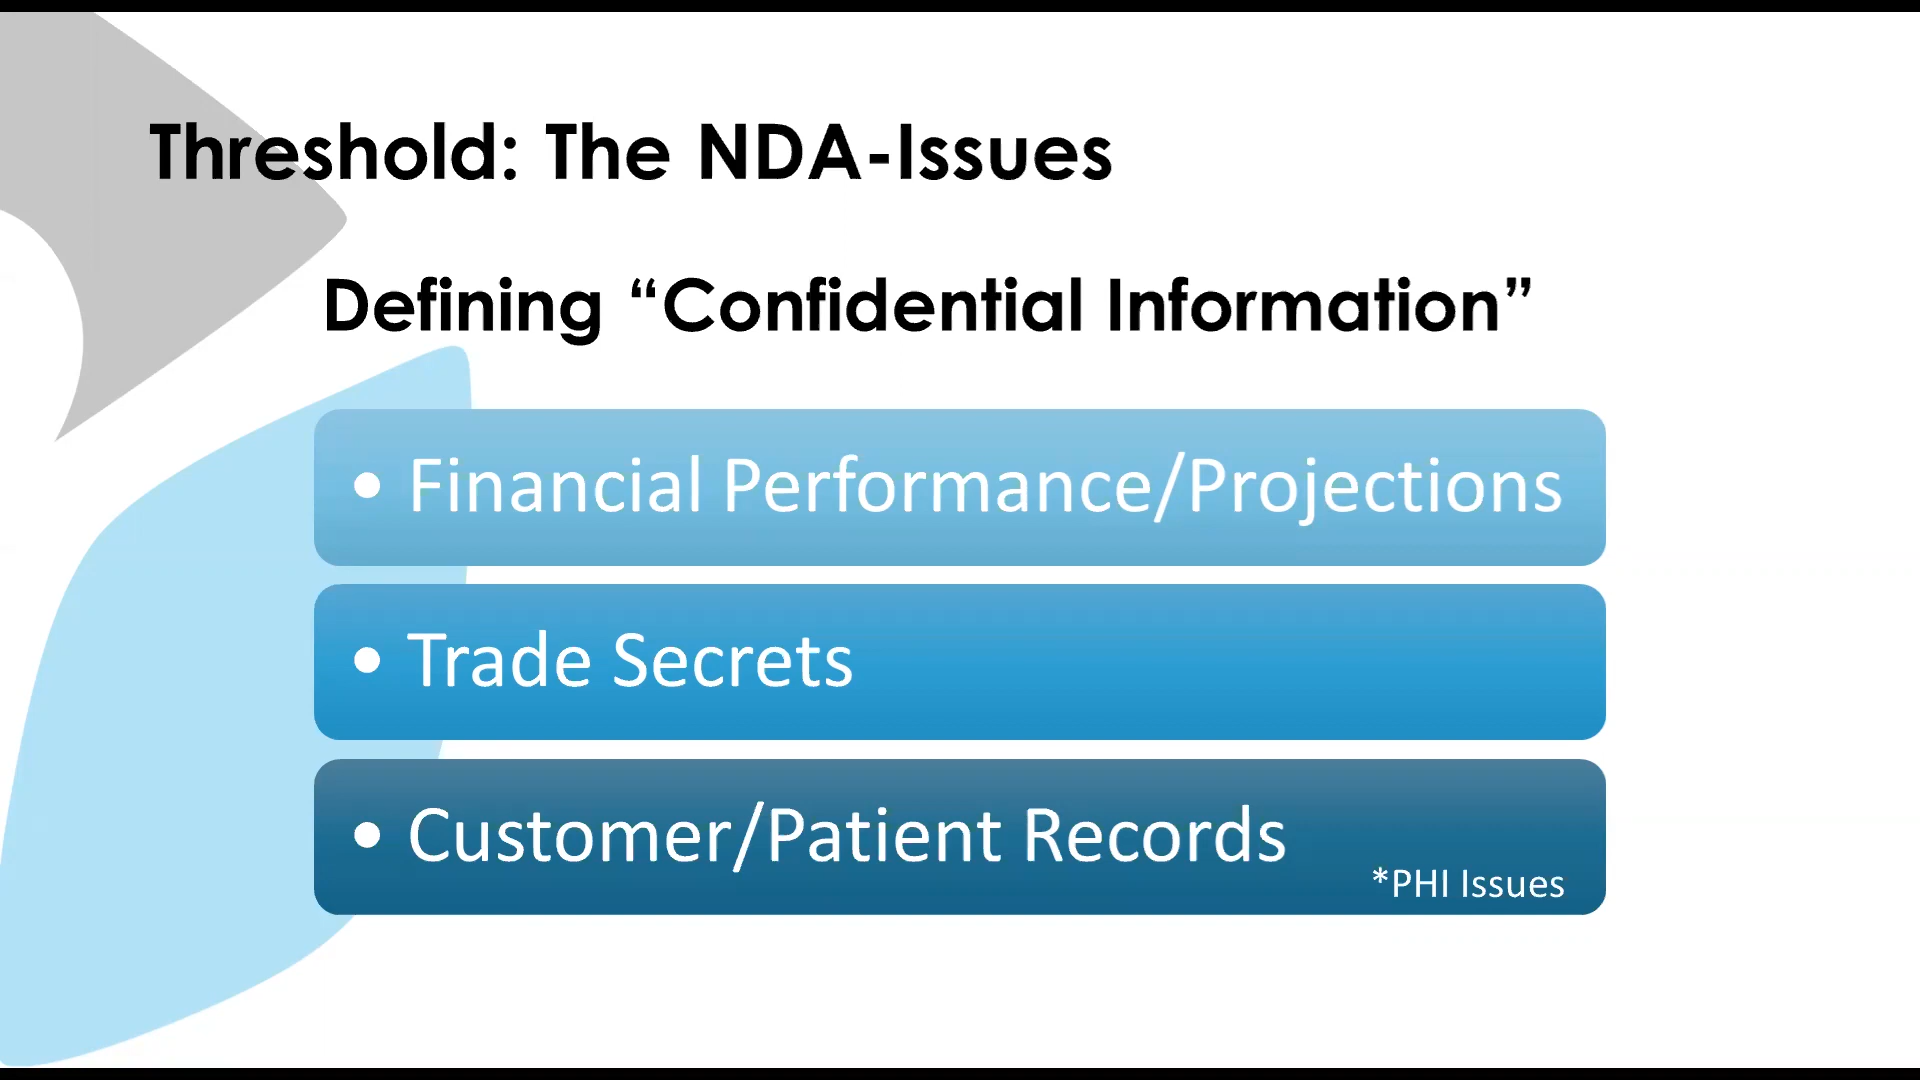 Threshold: The NDA-Issues
Defining “Confidential Information”
• Financial Performance/Projections
• Trade Secrets
• Customer/Patient Records
*PHI Issues